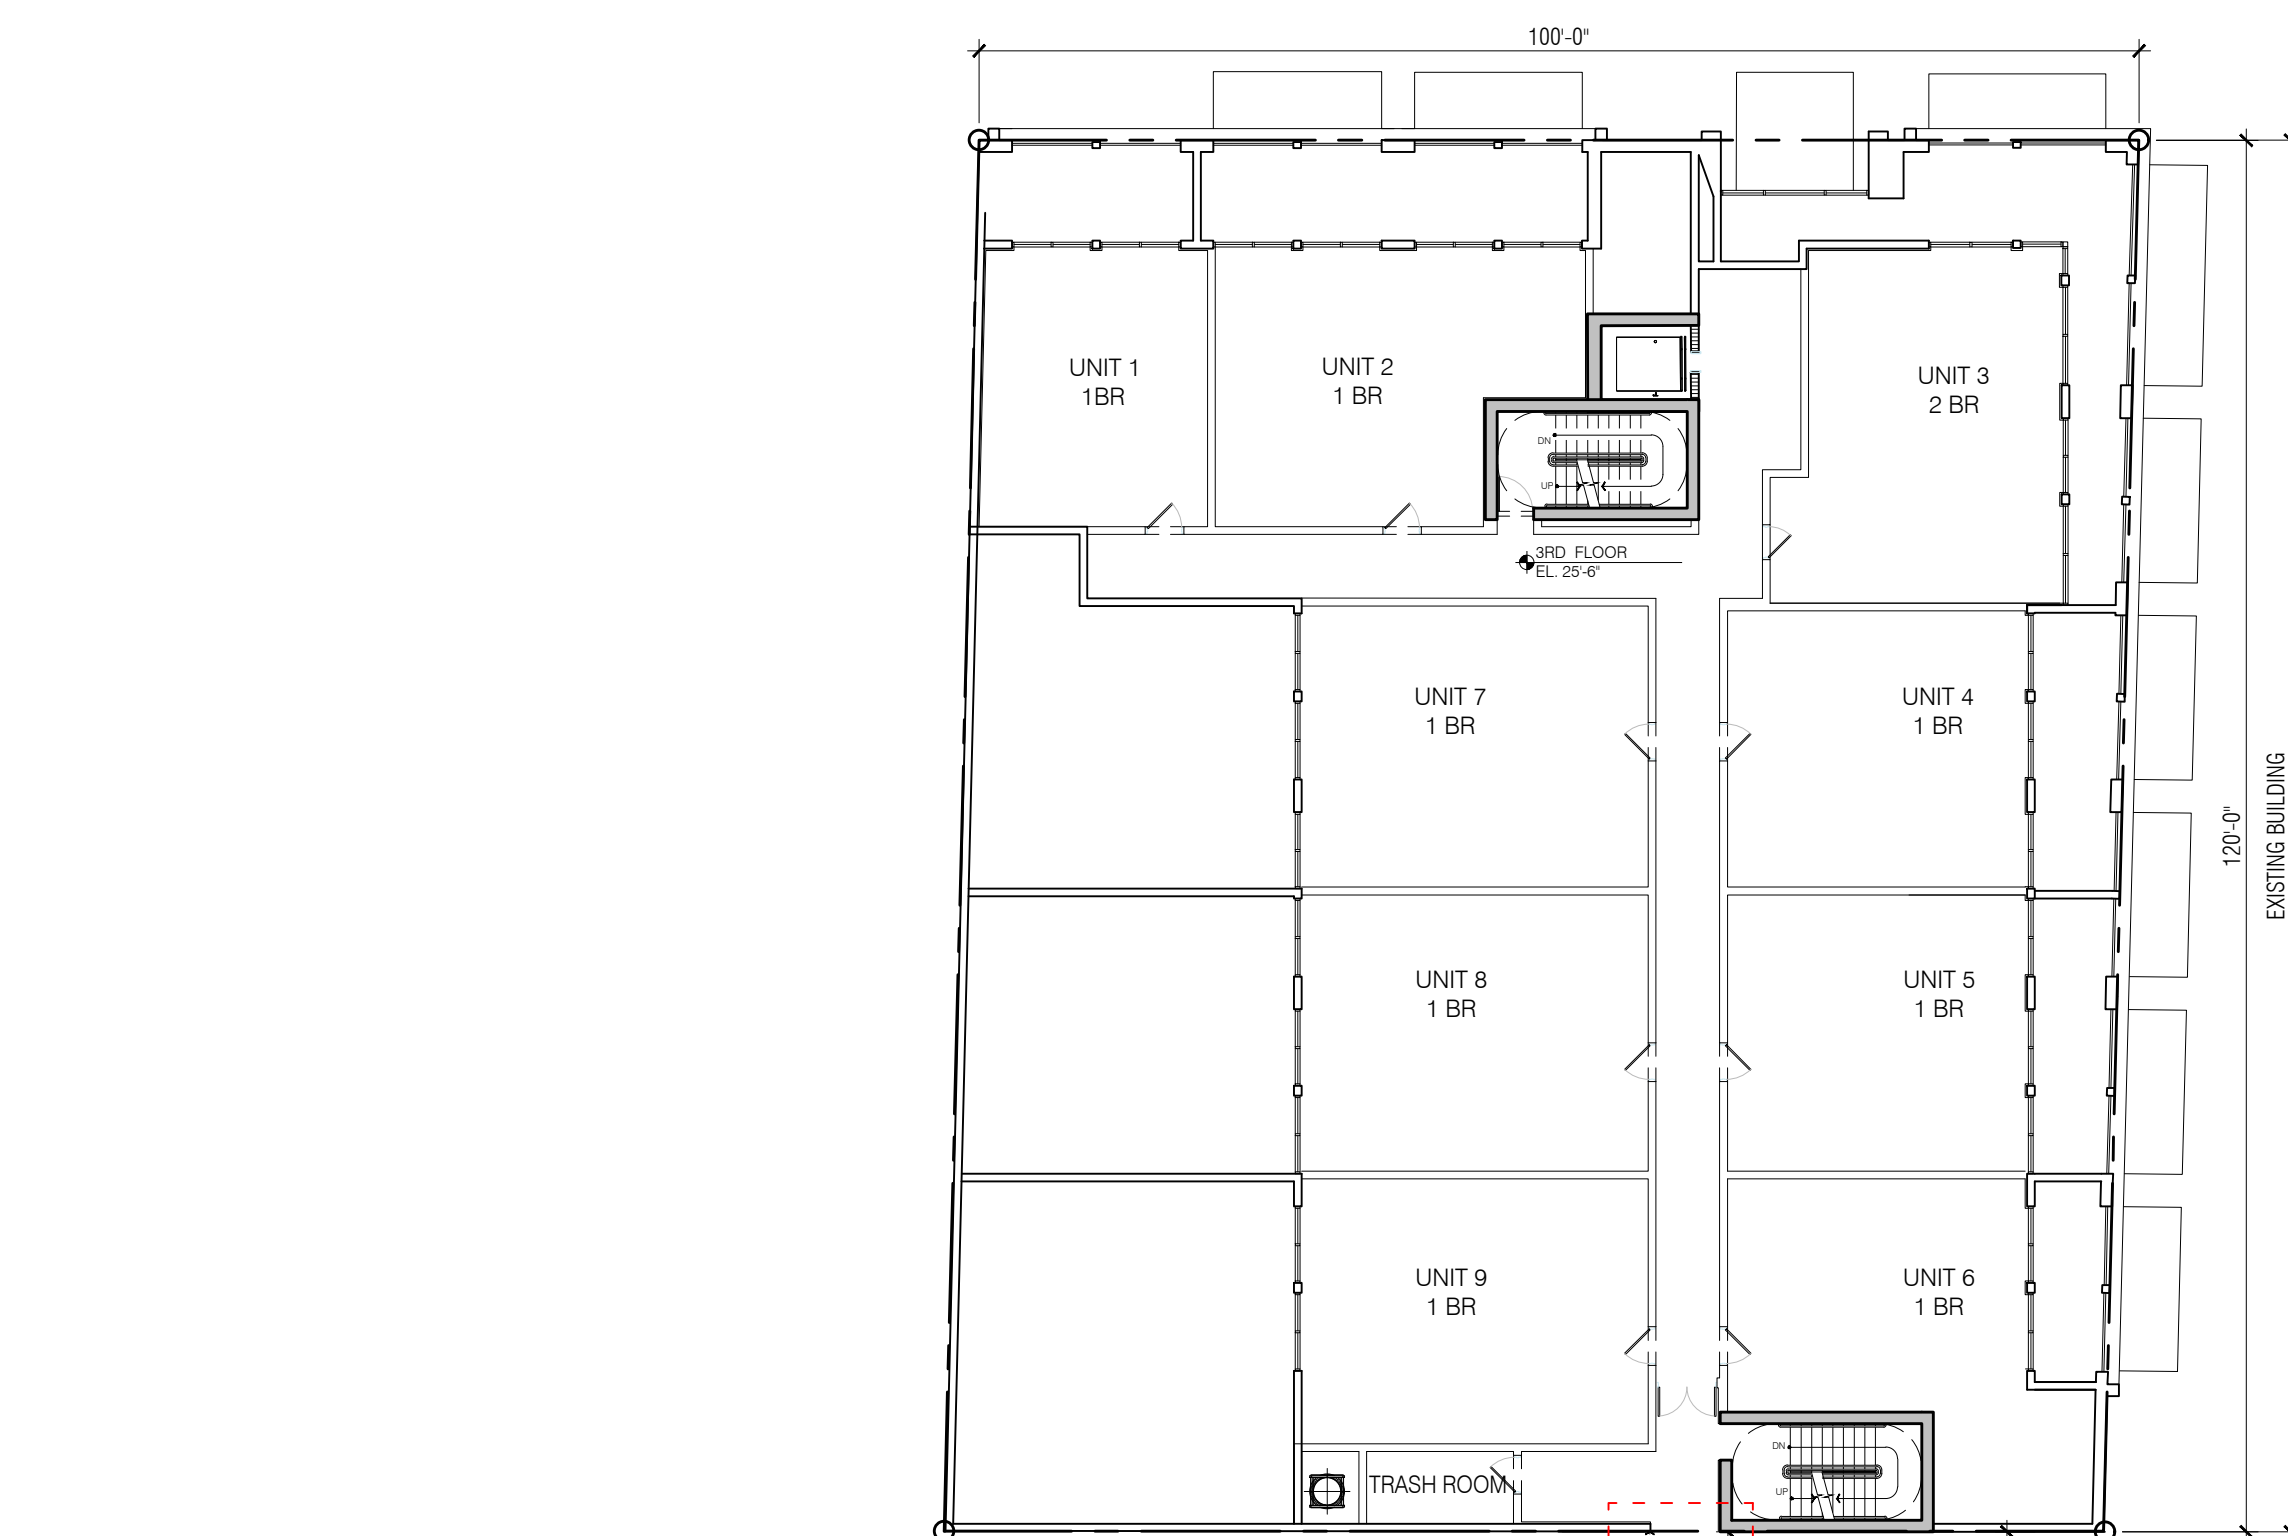 100'-0"
UNIT 1
1BR
UNIT 2
1 BR
UNIT 3
2 BR
DN
UP
3RD FLOOR
EL. 25'-6"
UNIT 7
1 BR
UNIT 4
1 BR
120'-0"
EXISTING BUILDING
UNIT 8
1 BR
UNIT 5
1 BR
UNIT 9
1 BR
UNIT 6
1 BR
DN
UP
TRASH ROOM